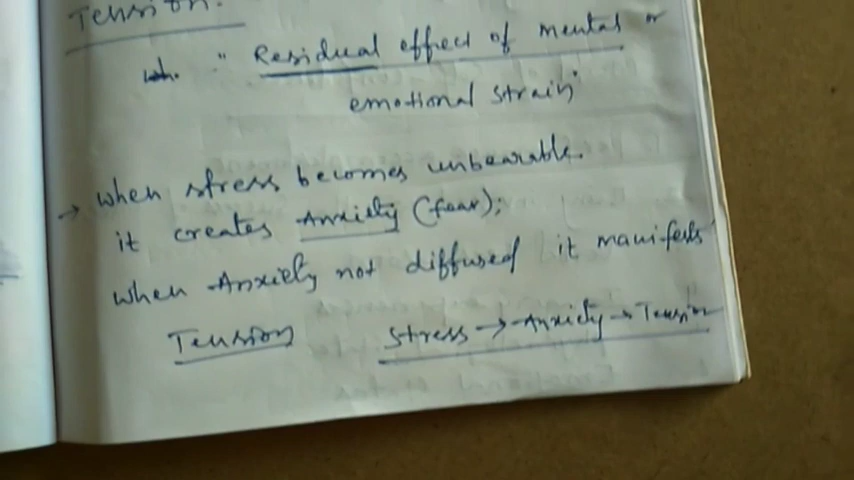 Tension.
" Residual effect of mental or
emotional strain"
→ when stress becomes unbearable.
it creates Anxiety (fear);
when Anxiety not diffused it manifests
Tension   Stress → Anxiety → Tension